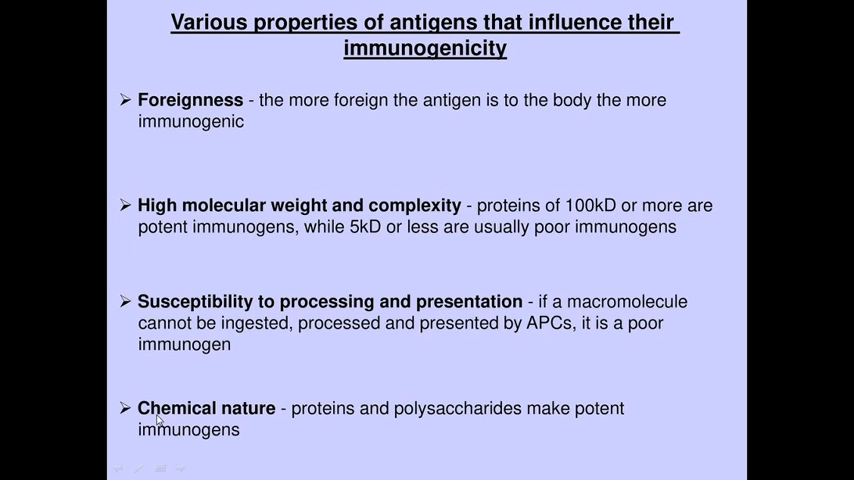 Various properties of antigens that influence their
immunogenicity
➢ Foreignness - the more foreign the antigen is to the body the more
immunogenic
➢ High molecular weight and complexity - proteins of 100kD or more are
potent immunogens, while 5kD or less are usually poor immunogens
➢ Susceptibility to processing and presentation - if a macromolecule
cannot be ingested, processed and presented by APCs, it is a poor
immunogen
➢ Chemical nature - proteins and polysaccharides make potent
immunogens